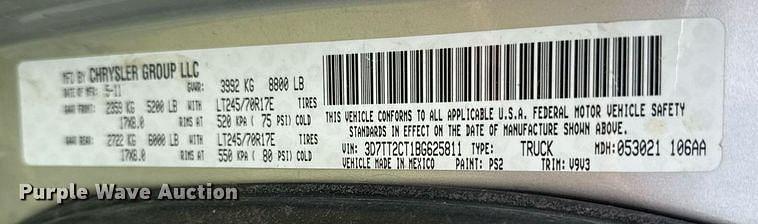 MFD BY CHRYSLER GROUP LLC
DATE OF MFD 5-11 GVWR: 3992 KG 8800 LB
GAWR FRONT: 2359 KG 5200 LB WITH LT245/70R17E TIRES
17X8.0 RIMS AT 520 KPA ( 75 PSI) COLD
GAWR REAR: 2722 KG 6000 LB WITH LT245/70R17E TIRES
17X8.0 RIMS AT 550 KPA ( 80 PSI) COLD
THIS VEHICLE CONFORMS TO ALL APPLICABLE U.S.A. FEDERAL MOTOR VEHICLE SAFETY
STANDARDS IN EFFECT ON THE DATE OF MANUFACTURE SHOWN ABOVE.
VIN: 3D7TT2CT1BG625811 TYPE: TRUCK MDH: 053021 106AA
VEHICLE MADE IN MEXICO PAINT: PS2 TRIM: V9V3
Purple Wave Auction